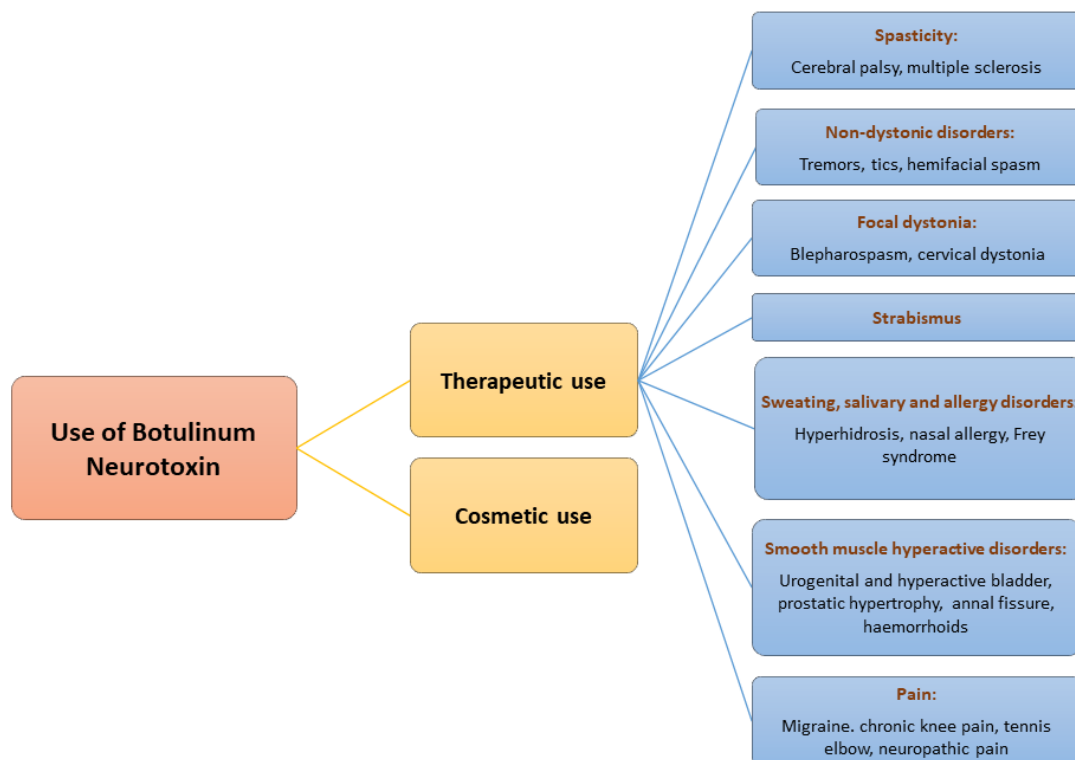 Use of Botulinum
Neurotoxin
Therapeutic use
Cosmetic use
Spasticity:
Cerebral palsy, multiple sclerosis
Non-dystonic disorders:
Tremors, tics, hemifacial spasm
Focal dystonia:
Blepharospasm, cervical dystonia
Strabismus
Sweating, salivary and allergy disorders:
Hyperhidrosis, nasal allergy, Frey
syndrome
Smooth muscle hyperactive disorders:
Urogenital and hyperactive bladder,
prostatic hypertrophy, annal fissure,
haemorrhoids
Pain:
Migraine. chronic knee pain, tennis
elbow, neuropathic pain